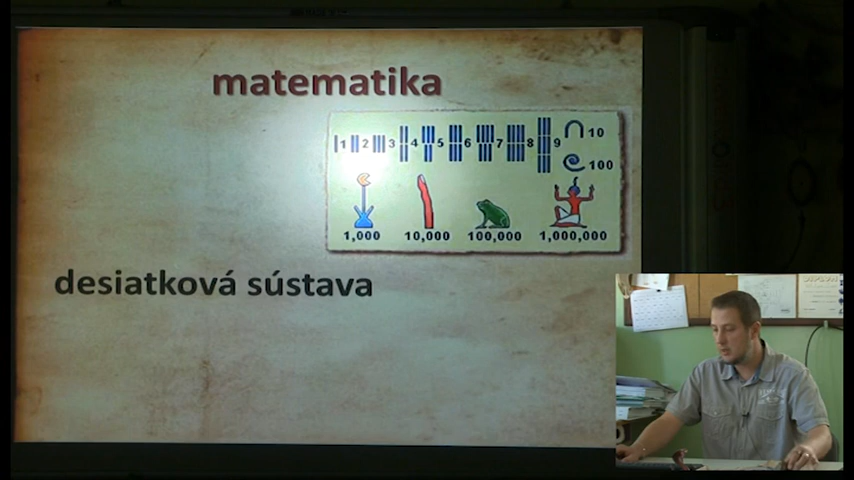 matematika
1 2 3 4 5 6 7 8 9 10
100
1,000 10,000 100,000 1,000,000
desiatková sústava